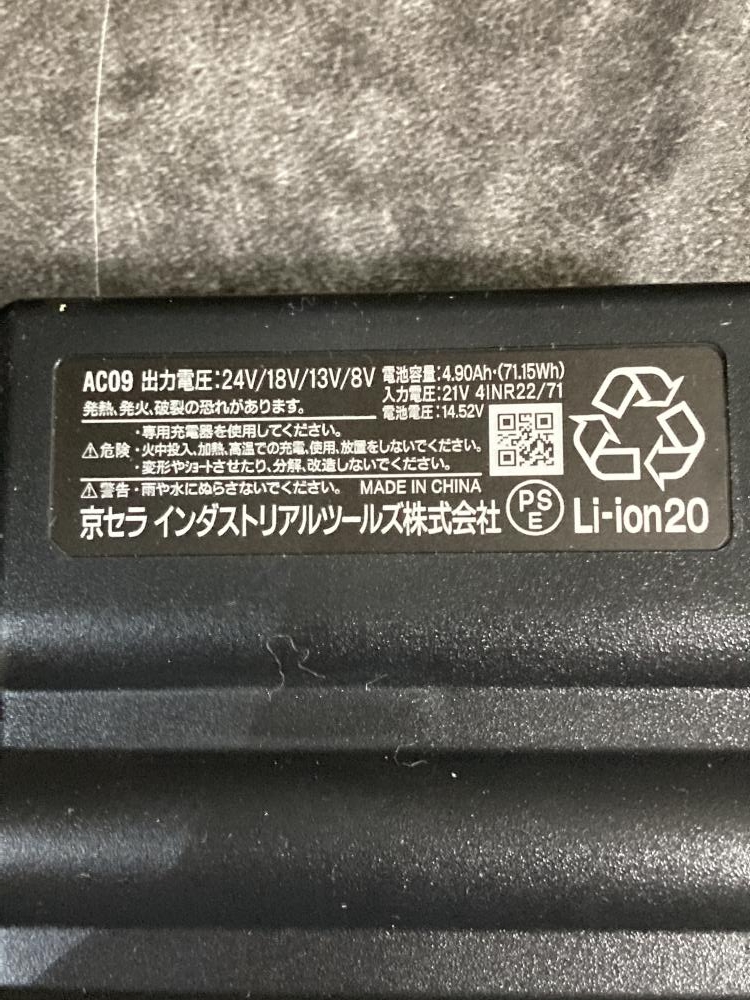 AC09 出力電圧:24V/18V/13V/8V
電池容量:4.90Ah・(71.15Wh)
入力電圧:21V 4INR22/71
電池電圧:14.52V
発熱、発火、破裂の恐れがあります。
・専用充電器を使用してください。
⚠危険 ・火中投入、加熱、高温での充電、使用、放置をしないでください。
・変形やショートさせたり、分解、改造しないでください。
⚠警告 ・雨や水にぬらさないでください。 MADE IN CHINA
京セラ インダストリアルツールズ株式会社
PSE
Li-ion20